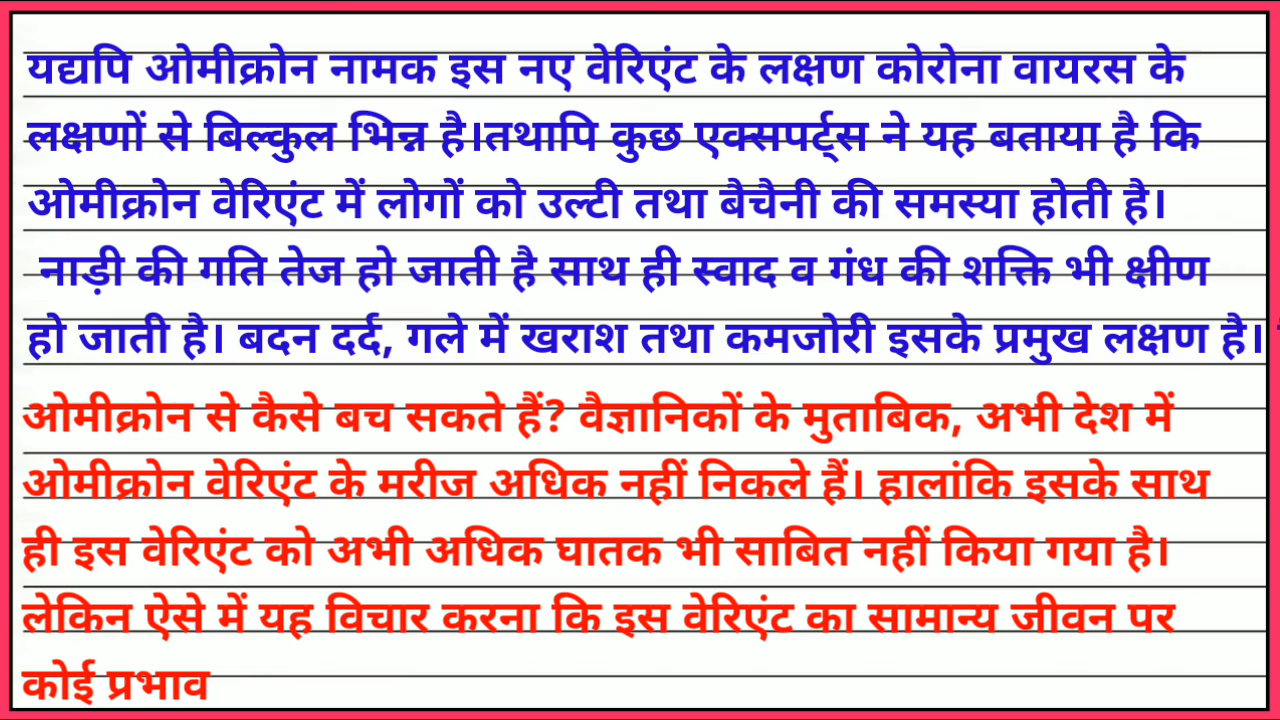 यद्यपि ओमीक्रोन नामक इस नए वेरिएंट के लक्षण कोरोना वायरस के
लक्षणों से बिल्कुल भिन्न है।तथापि कुछ एक्सपर्ट्स ने यह बताया है कि
ओमीक्रोन वेरिएंट में लोगों को उल्टी तथा बैचैनी की समस्या होती है।
नाड़ी की गति तेज हो जाती है साथ ही स्वाद व गंध की शक्ति भी क्षीण
हो जाती है। बदन दर्द, गले में खराश तथा कमजोरी इसके प्रमुख लक्षण है।
ओमीक्रोन से कैसे बच सकते हैं? वैज्ञानिकों के मुताबिक, अभी देश में
ओमीक्रोन वेरिएंट के मरीज अधिक नहीं निकले हैं। हालांकि इसके साथ
ही इस वेरिएंट को अभी अधिक घातक भी साबित नहीं किया गया है।
लेकिन ऐसे में यह विचार करना कि इस वेरिएंट का सामान्य जीवन पर
कोई प्रभाव